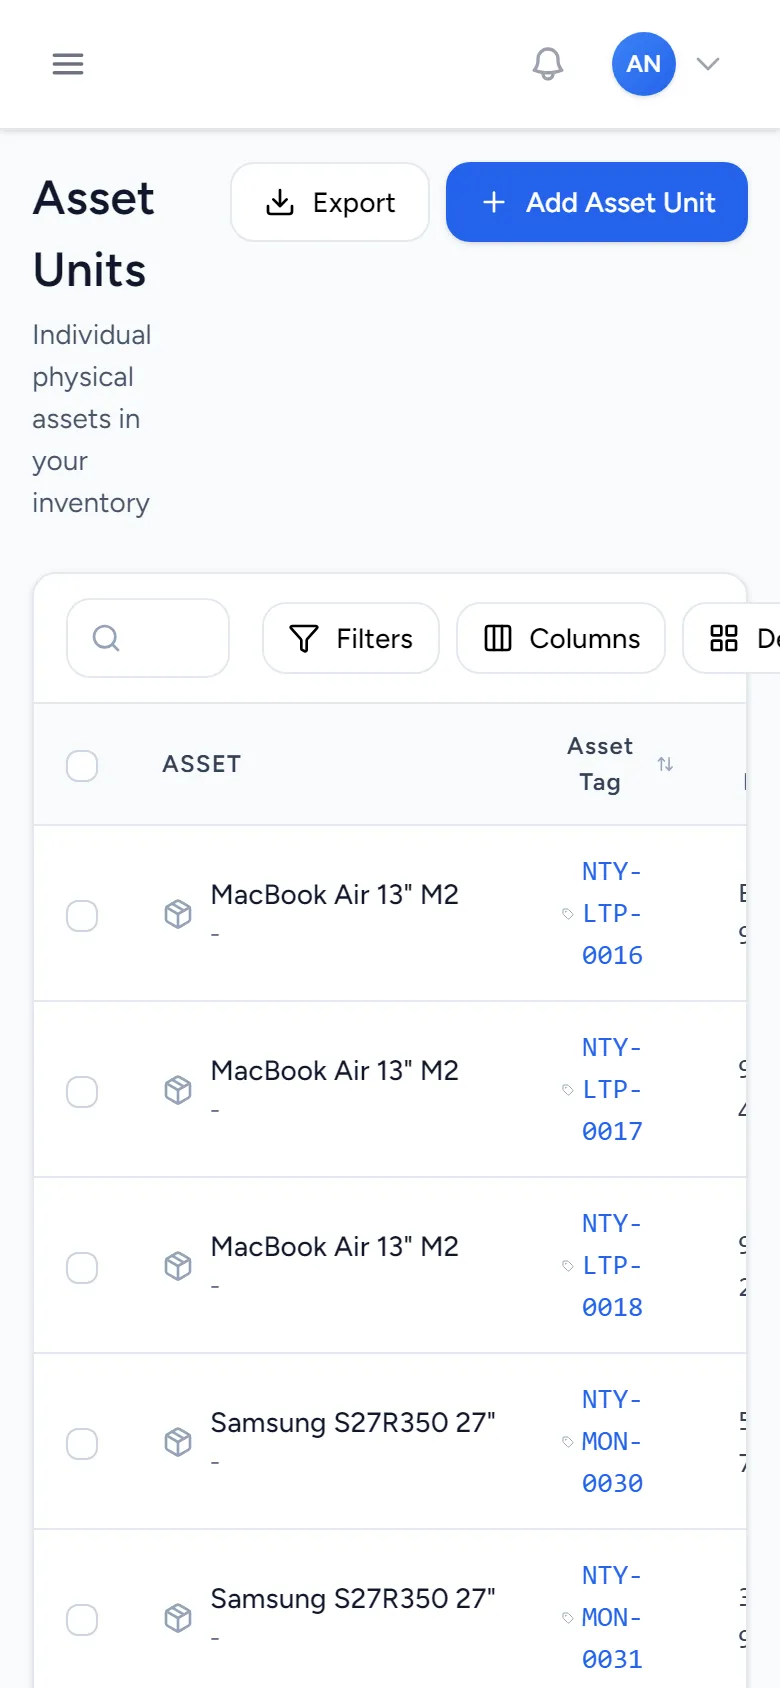 AN
Asset
Units
Export
Add Asset Unit
Individual
physical
assets in
your
inventory
Filters
Columns
ASSET
Asset
Tag
MacBook Air 13" M2
-
NTY-
LTP-
0016
MacBook Air 13" M2
-
NTY-
LTP-
0017
MacBook Air 13" M2
-
NTY-
LTP-
0018
Samsung S27R350 27"
-
NTY-
MON-
0030
Samsung S27R350 27"
-
NTY-
MON-
0031